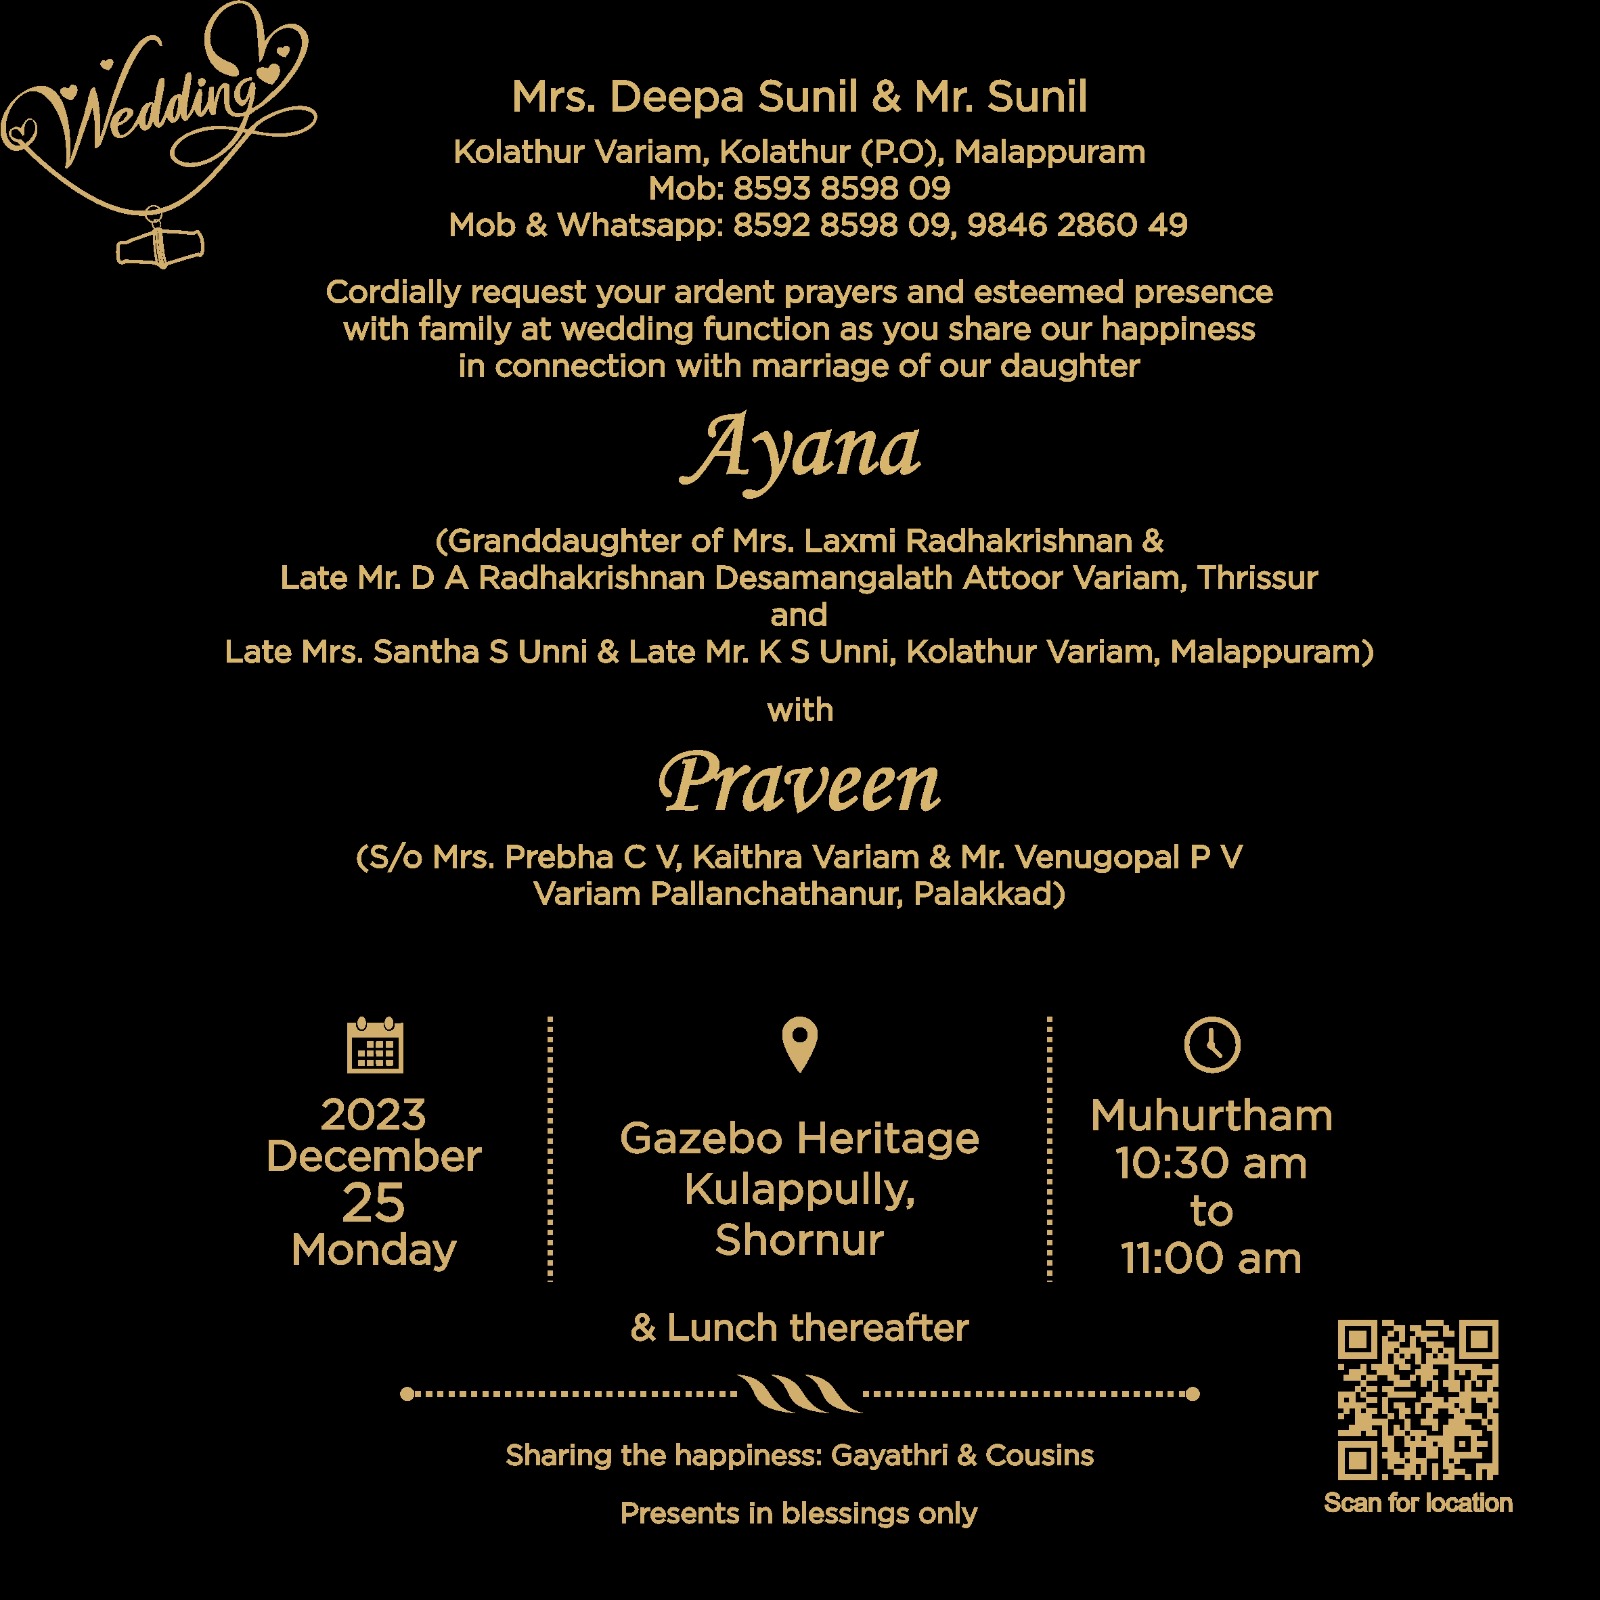 Wedding
Mrs. Deepa Sunil & Mr. Sunil
Kolathur Variam, Kolathur (P.O), Malappuram
Mob: 8593 8598 09
Mob & Whatsapp: 8592 8598 09, 9846 2860 49
Cordially request your ardent prayers and esteemed presence
with family at wedding function as you share our happiness
in connection with marriage of our daughter
Ayana
(Granddaughter of Mrs. Laxmi Radhakrishnan &
Late Mr. D A Radhakrishnan Desamangalath Attoor Variam, Thrissur
and
Late Mrs. Santha S Unni & Late Mr. K S Unni, Kolathur Variam, Malappuram)
with
Praveen
(S/o Mrs. Prebha C V, Kaithra Variam & Mr. Venugopal P V
Variam Pallanchathanur, Palakkad)
2023
December
25
Monday
Gazebo Heritage
Kulappully,
Shornur
Muhurtham
10:30 am
to
11:00 am
& Lunch thereafter
Sharing the happiness: Gayathri & Cousins
Presents in blessings only
Scan for location